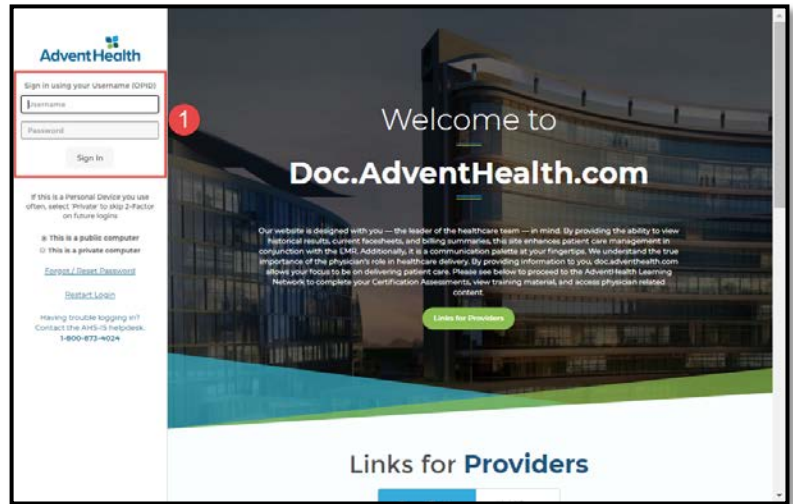 AdventHealth
Sign in using your Username (OPID)
Username
Password
Sign In
1
If this is a Personal Device you use
often, select 'Private' to skip 2-Factor
on future logins
This is a public computer
This is a private computer
Forgot / Reset Password
Restart Login
Having trouble logging in?
Contact the AHS-IS helpdesk:
1-800-873-4024
Welcome to
Doc.AdventHealth.com
Our website is designed with you — the leader of the healthcare team — in mind. By providing the ability to view
historical results, current facesheets, and billing summaries, this site enhances patient care management in
conjunction with the EMR. Additionally, it is a communication palette at your fingertips. We understand the true
importance of the physician's role in healthcare delivery. By providing information to you, doc.adventhealth.com
allows your focus to be on delivering patient care. Please see below to proceed to the AdventHealth Learning
Network to complete your Certification Assessments, view training material, and access physician related
content.
Links for Providers
Links for Providers